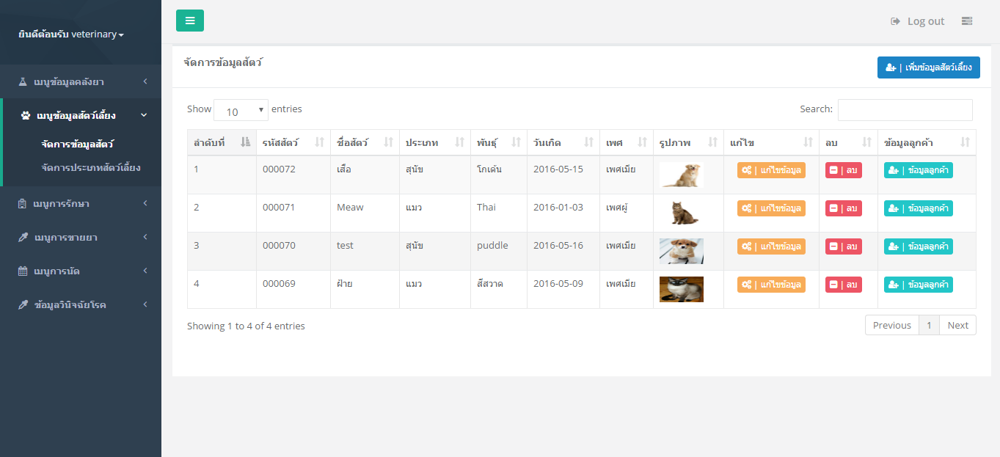 ยินดีต้อนรับ veterinary
Log out
เมนูข้อมูลคลังยา
เมนูข้อมูลสัตว์เลี้ยง
จัดการข้อมูลสัตว์
จัดการประเภทสัตว์เลี้ยง
เมนูการรักษา
เมนูการขายยา
เมนูการนัด
ข้อมูลวินิจฉัยโรค
จัดการข้อมูลสัตว์
| เพิ่มข้อมูลสัตว์เลี้ยง
Show 10 entries
Search:
ลำดับที่ รหัสสัตว์ ชื่อสัตว์ ประเภท พันธุ์ วันเกิด เพศ รูปภาพ แก้ไข ลบ ข้อมูลลูกค้า
1 000072 เสือ สุนัข โกเด้น 2016-05-15 เพศเมีย | แก้ไขข้อมูล | ลบ | ข้อมูลลูกค้า
2 000071 Meaw แมว Thai 2016-01-03 เพศผู้ | แก้ไขข้อมูล | ลบ | ข้อมูลลูกค้า
3 000070 test สุนัข puddle 2016-05-16 เพศเมีย | แก้ไขข้อมูล | ลบ | ข้อมูลลูกค้า
4 000069 ฝ้าย แมว สีสวาด 2016-05-09 เพศเมีย | แก้ไขข้อมูล | ลบ | ข้อมูลลูกค้า
Showing 1 to 4 of 4 entries
Previous 1 Next